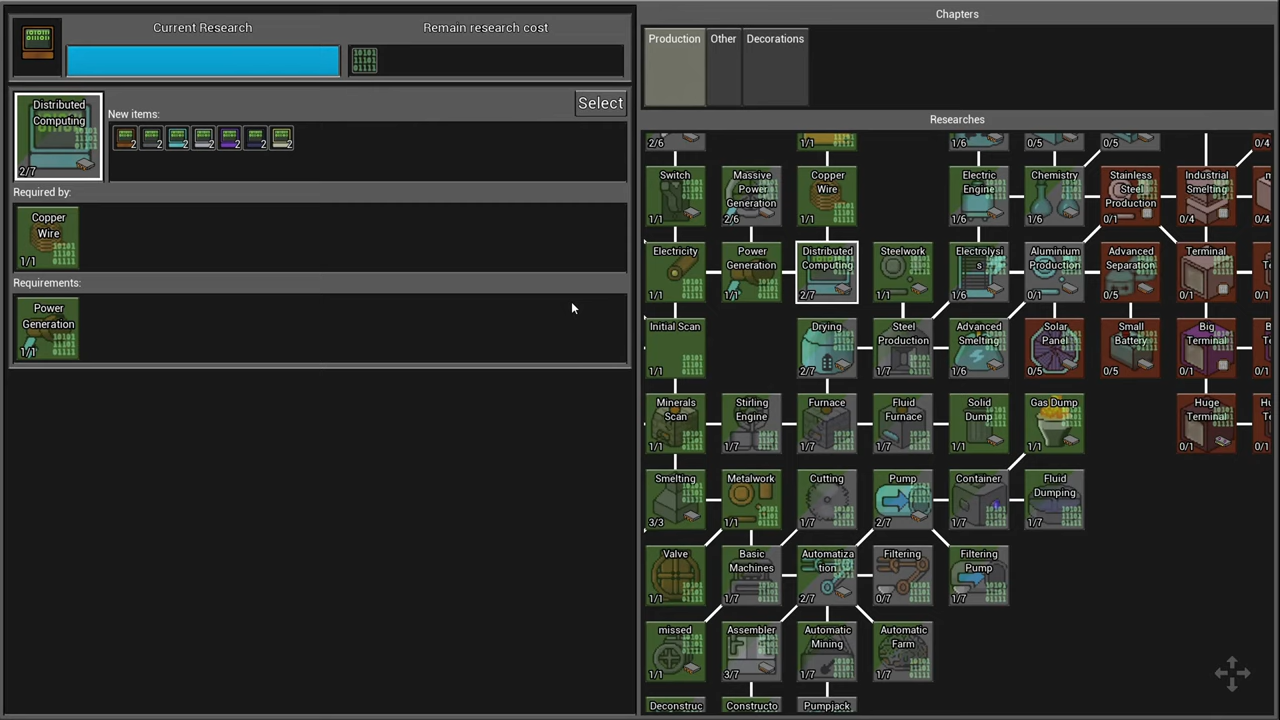 Current Research
Remain research cost
Distributed
Computing
2/7
New items:
Select
2 2 2 2 2 2 2
Required by:
Copper
Wire
1/1
Requirements:
Power
Generation
1/1
Chapters
Production
Other
Decorations
Researches
2/6
1/1
1/6
0/5
0/5
0/4
Switch
1/1
Massive
Power
Generation
2/6
Copper
Wire
1/1
Electric
Engine
1/6
Chemistry
1/6
Stainless
Steel
Production
0/1
Industrial
Smelting
0/4
Electricity
1/1
Power
Generation
1/1
Distributed
Computing
2/7
Steelwork
1/1
Electrolysi
s
1/6
Aluminium
Production
0/1
Advanced
Separation
0/5
Terminal
0/1
0/1
Initial Scan
1/1
Drying
2/7
Steel
Production
1/7
Advanced
Smelting
1/6
Solar
Panel
0/5
Small
Battery
0/5
Big
Terminal
0/1
0/1
Minerals
Scan
1/1
Stirling
Engine
1/7
Furnace
1/7
Fluid
Furnace
1/7
Solid
Dump
1/1
Gas Dump
1/1
Huge
Terminal
0/1
0/1
Smelting
3/3
Metalwork
1/1
Cutting
1/7
Pump
2/7
Container
1/7
Fluid
Dumping
1/7
Valve
1/1
Basic
Machines
1/7
Automatiza
tion
2/7
Filtering
0/7
Filtering
Pump
1/7
missed
1/1
Assembler
3/7
Automatic
Mining
1/7
Automatic
Farm
1/7
Deconstruc
Constructo
Pumpjack